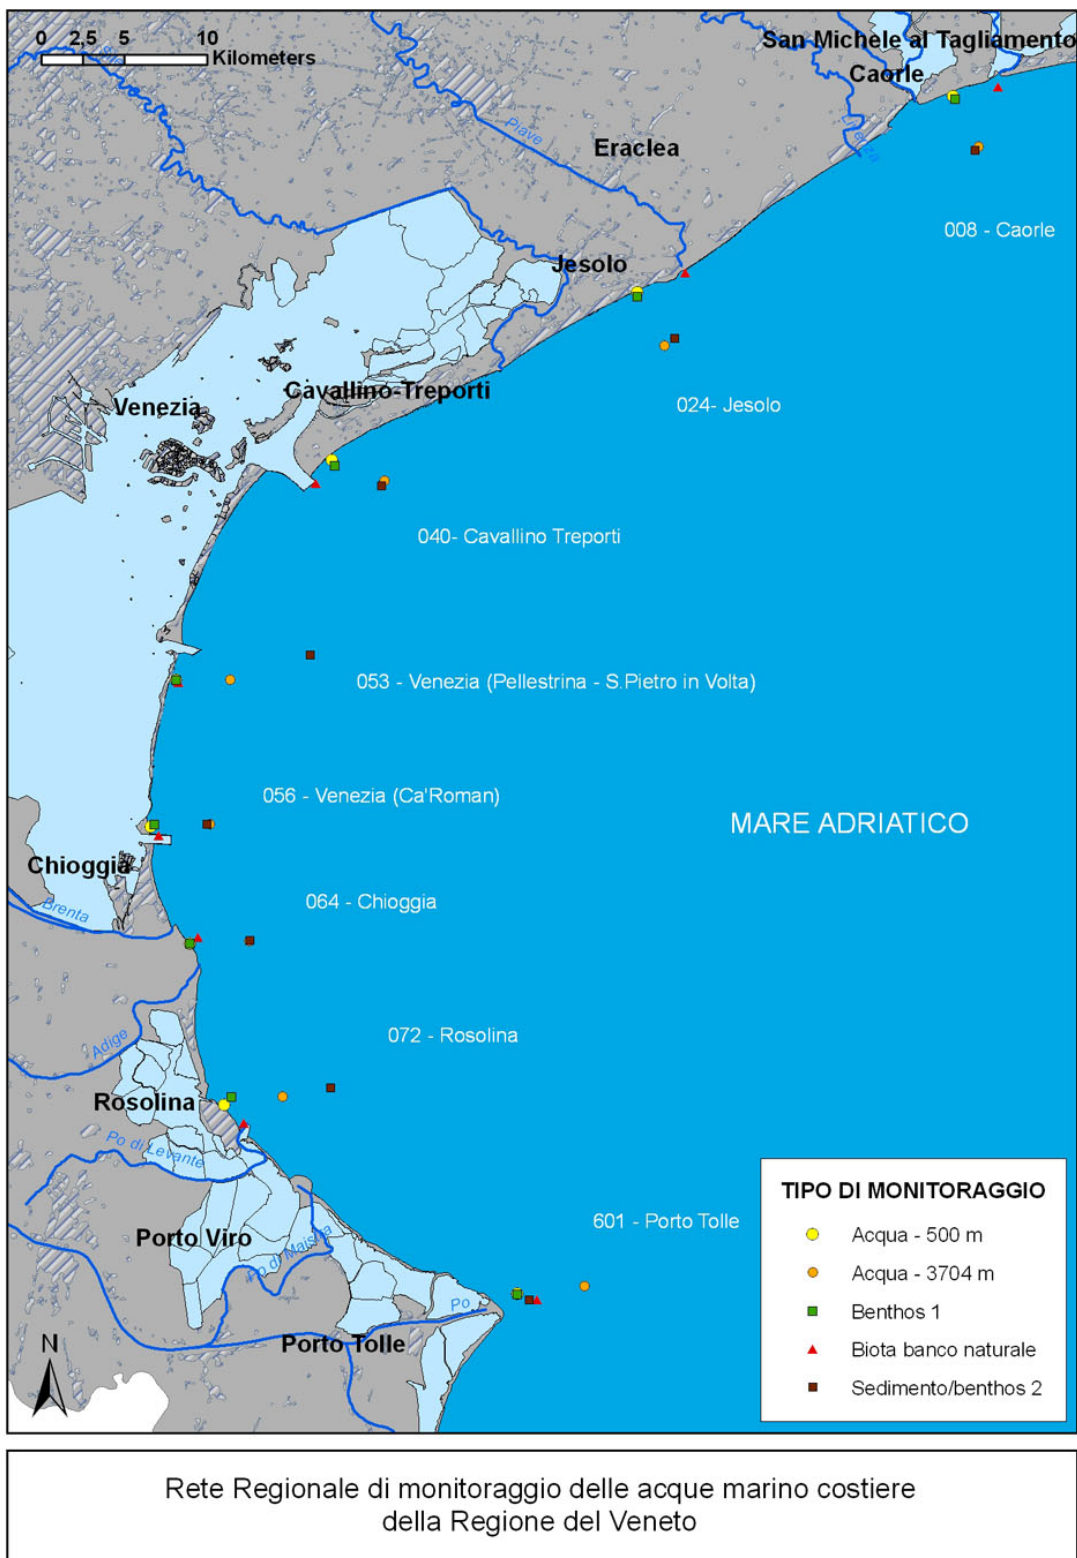 0 2,5 5 10
Kilometers
San Michele al Tagliamento
Caorle
Piave
Eraclea
008 - Caorle
Jesolo
024- Jesolo
Cavallino-Treporti
Venezia
040- Cavallino Treporti
053 - Venezia (Pellestrina - S.Pietro in Volta)
056 - Venezia (Ca'Roman)
MARE ADRIATICO
Chioggia
Brenta
064 - Chioggia
Adige
072 - Rosolina
Rosolina
Po di Levante
Porto Viro
Po di Maistra
601 - Porto Tolle
Po
Porto Tolle
N
TIPO DI MONITORAGGIO
Acqua - 500 m
Acqua - 3704 m
Benthos 1
Biota banco naturale
Sedimento/benthos 2
Rete Regionale di monitoraggio delle acque marino costiere
della Regione del Veneto